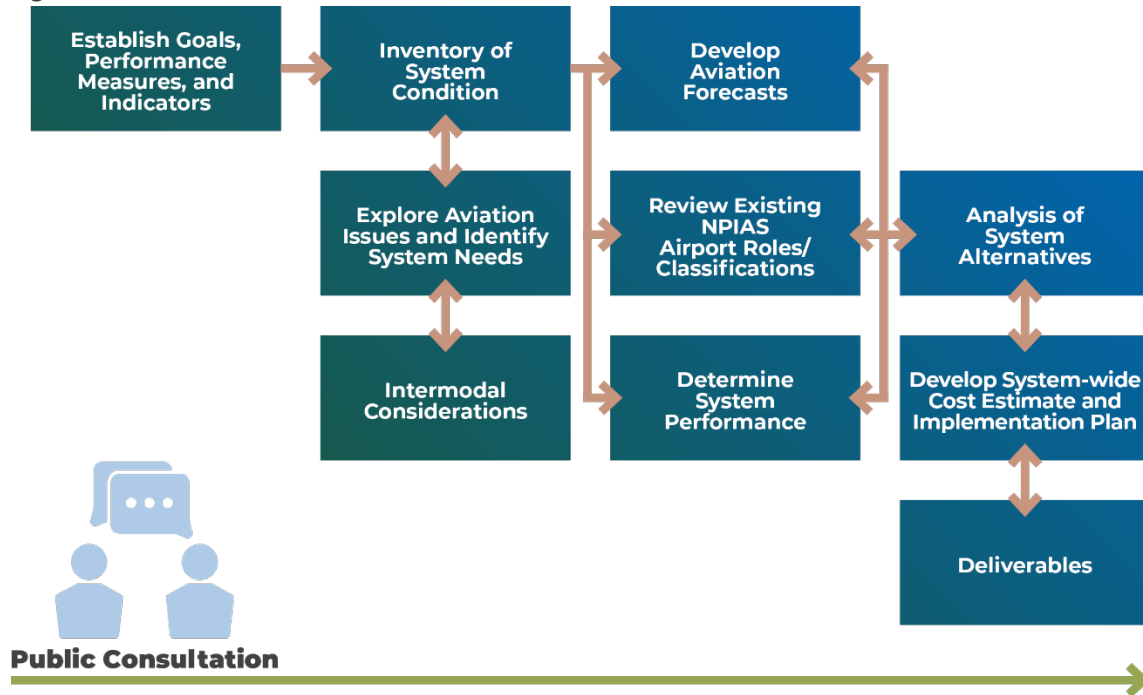 Establish Goals,
Performance
Measures, and
Indicators
Inventory of
System
Condition
Develop
Aviation
Forecasts
Explore Aviation
Issues and Identify
System Needs
Review Existing
NPIAS
Airport Roles/
Classifications
Analysis of
System
Alternatives
Intermodal
Considerations
Determine
System
Performance
Develop System-wide
Cost Estimate and
Implementation Plan
Deliverables
Public Consultation